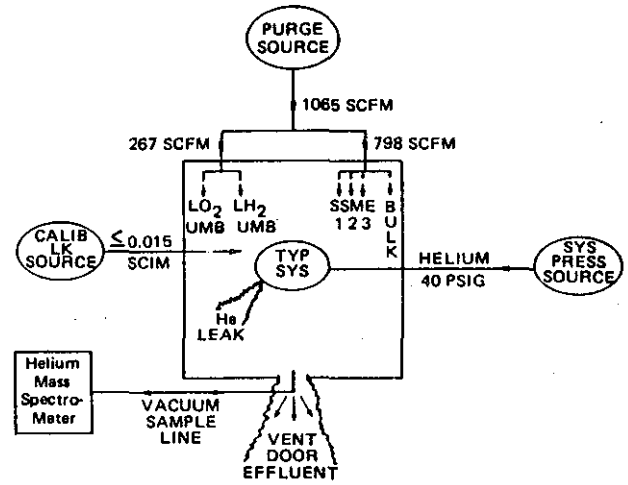 PURGE
SOURCE
1065 SCFM
267 SCFM
798 SCFM
LO2
UMB
LH2
UMB
SSME
1 2 3
BULK
CALIB
LK
SOURCE
≤ 0.015
SCIM
TYP
SYS
He
LEAK
HELIUM
40 PSIG
SYS
PRESS
SOURCE
Helium
Mass
Spectro-
Meter
VACUUM
SAMPLE
LINE
VENT
DOOR
EFFLUENT